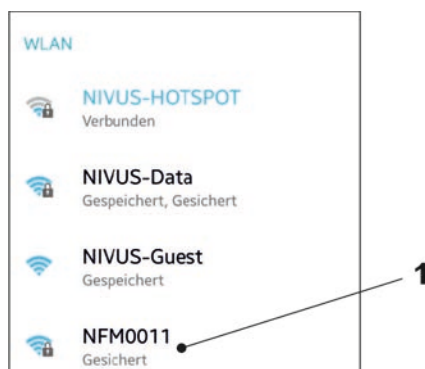 WLAN
NIVUS-HOTSPOT
Verbunden
NIVUS-Data
Gespeichert, Gesichert
NIVUS-Guest
Gespeichert
1
NFM0011
Gesichert